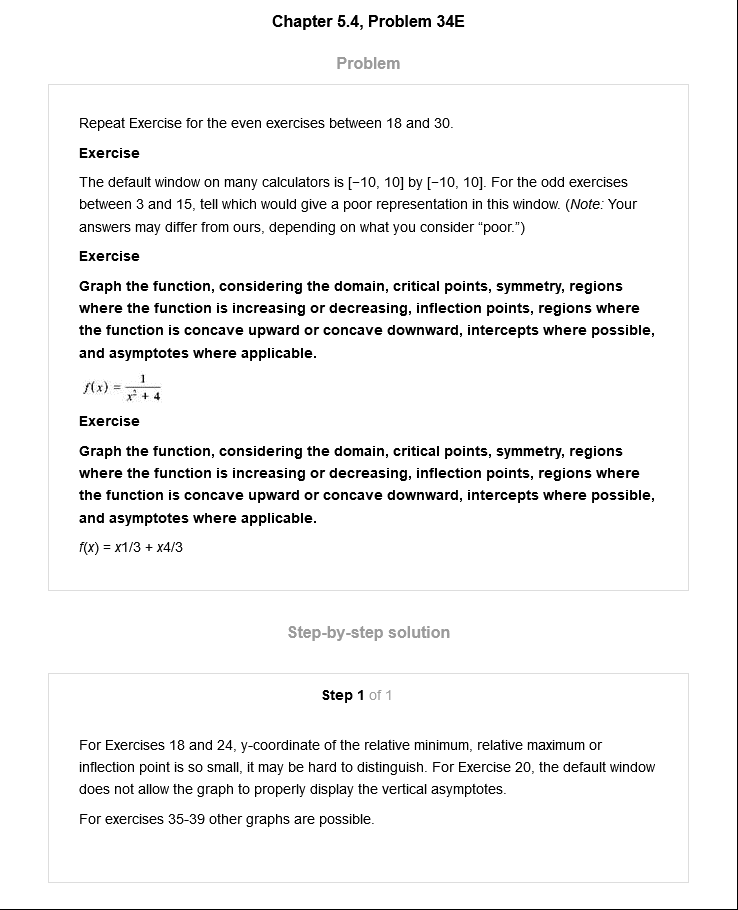 Chapter 5.4, Problem 34E
Problem
Repeat Exercise for the even exercises between 18 and 30.
Exercise
The default window on many calculators is [−10, 10] by [−10, 10]. For the odd exercises
between 3 and 15, tell which would give a poor representation in this window. (Note: Your
answers may differ from ours, depending on what you consider “poor.”)
Exercise
Graph the function, considering the domain, critical points, symmetry, regions
where the function is increasing or decreasing, inflection points, regions where
the function is concave upward or concave downward, intercepts where possible,
and asymptotes where applicable.
f(x) = 1 / (x² + 4)
Exercise
Graph the function, considering the domain, critical points, symmetry, regions
where the function is increasing or decreasing, inflection points, regions where
the function is concave upward or concave downward, intercepts where possible,
and asymptotes where applicable.
f(x) = x1/3 + x4/3
Step-by-step solution
Step 1 of 1
For Exercises 18 and 24, y-coordinate of the relative minimum, relative maximum or
inflection point is so small, it may be hard to distinguish. For Exercise 20, the default window
does not allow the graph to properly display the vertical asymptotes.
For exercises 35-39 other graphs are possible.